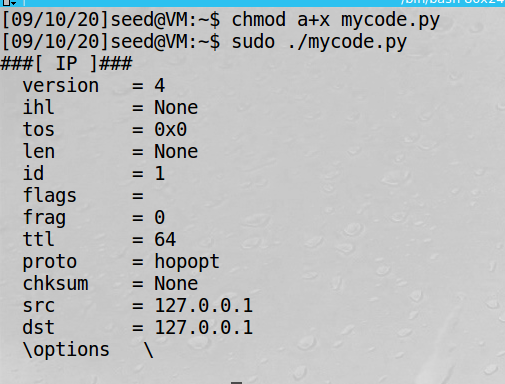 /bin/bash 80x24
[09/10/20]seed@VM:~$ chmod a+x mycode.py
[09/10/20]seed@VM:~$ sudo ./mycode.py
###[ IP ]###
  version   = 4
  ihl       = None
  tos       = 0x0
  len       = None
  id        = 1
  flags     =
  frag      = 0
  ttl       = 64
  proto     = hopopt
  chksum    = None
  src       = 127.0.0.1
  dst       = 127.0.0.1
  \options   \